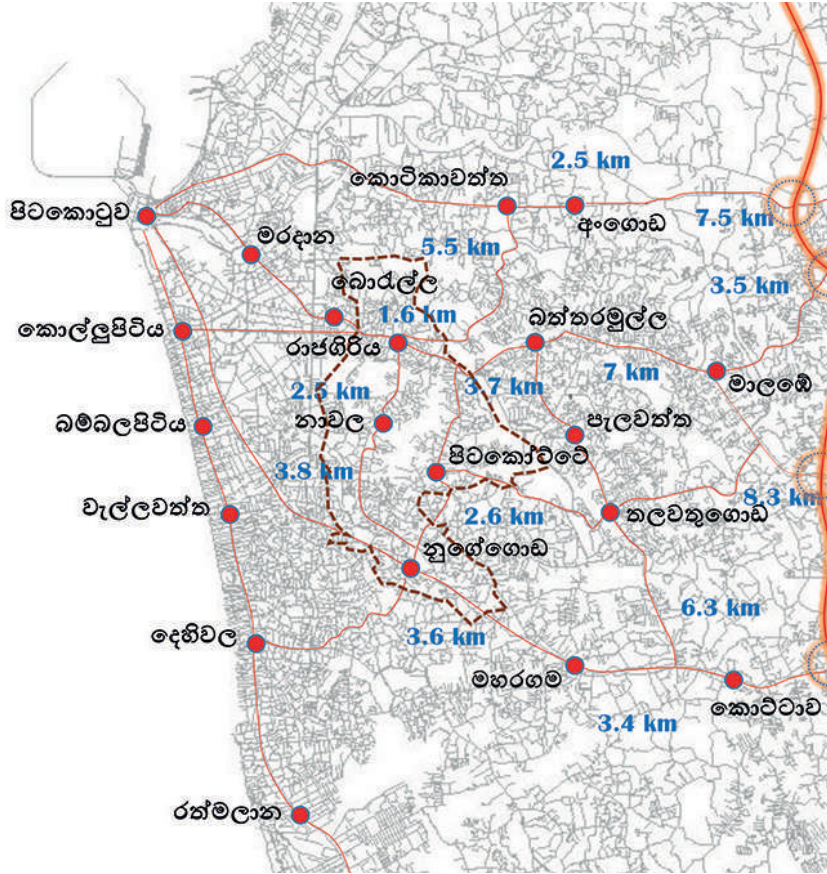 2.5 km
කොටිකාවත්ත
පිටකොටුව
අංගොඩ
7.5 km
මරදාන
5.5 km
බොරැල්ල
3.5 km
1.6 km
කොල්ලුපිටිය
රාජගිරිය
බත්තරමුල්ල
2.5 km
3.7 km
7 km
මාලඹේ
බම්බලපිටිය
නාවල
පැලවත්ත
පිටකෝට්ටේ
3.8 km
8.3 km
වැල්ලවත්ත
2.6 km
තලවතුගොඩ
නුගේගොඩ
6.3 km
දෙහිවල
3.6 km
මහරගම
කොට්ටාව
3.4 km
රත්මලාන